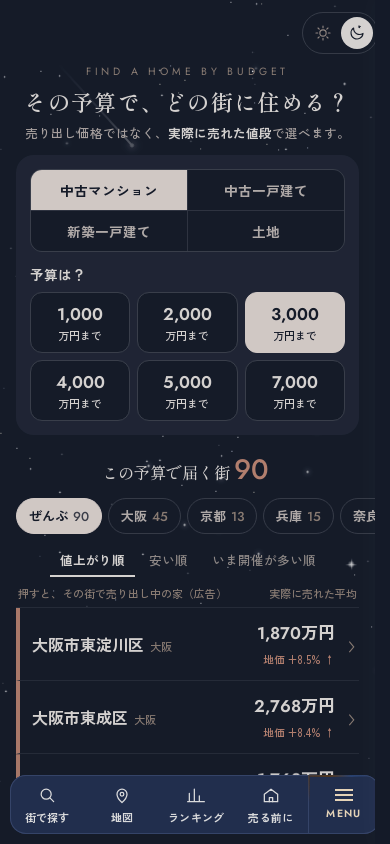 FIND A HOME BY BUDGET
その予算で、どの街に住める？
売り出し価格ではなく、実際に売れた値段で選べます。
中古マンション
中古一戸建て
新築一戸建て
土地
予算は？
1,000
万円まで
2,000
万円まで
3,000
万円まで
4,000
万円まで
5,000
万円まで
7,000
万円まで
この予算で届く街 90
ぜんぶ 90
大阪 45
京都 13
兵庫 15
奈良
値上がり順
安い順
いま開催が多い順
押すと、その街で売り出し中の家（広告）
実際に売れた平均
大阪市東淀川区 大阪
1,870万円
地価 +8.5% ↑
大阪市東成区 大阪
2,768万円
地価 +8.4% ↑
街で探す
地図
ランキング
売る前に
MENU